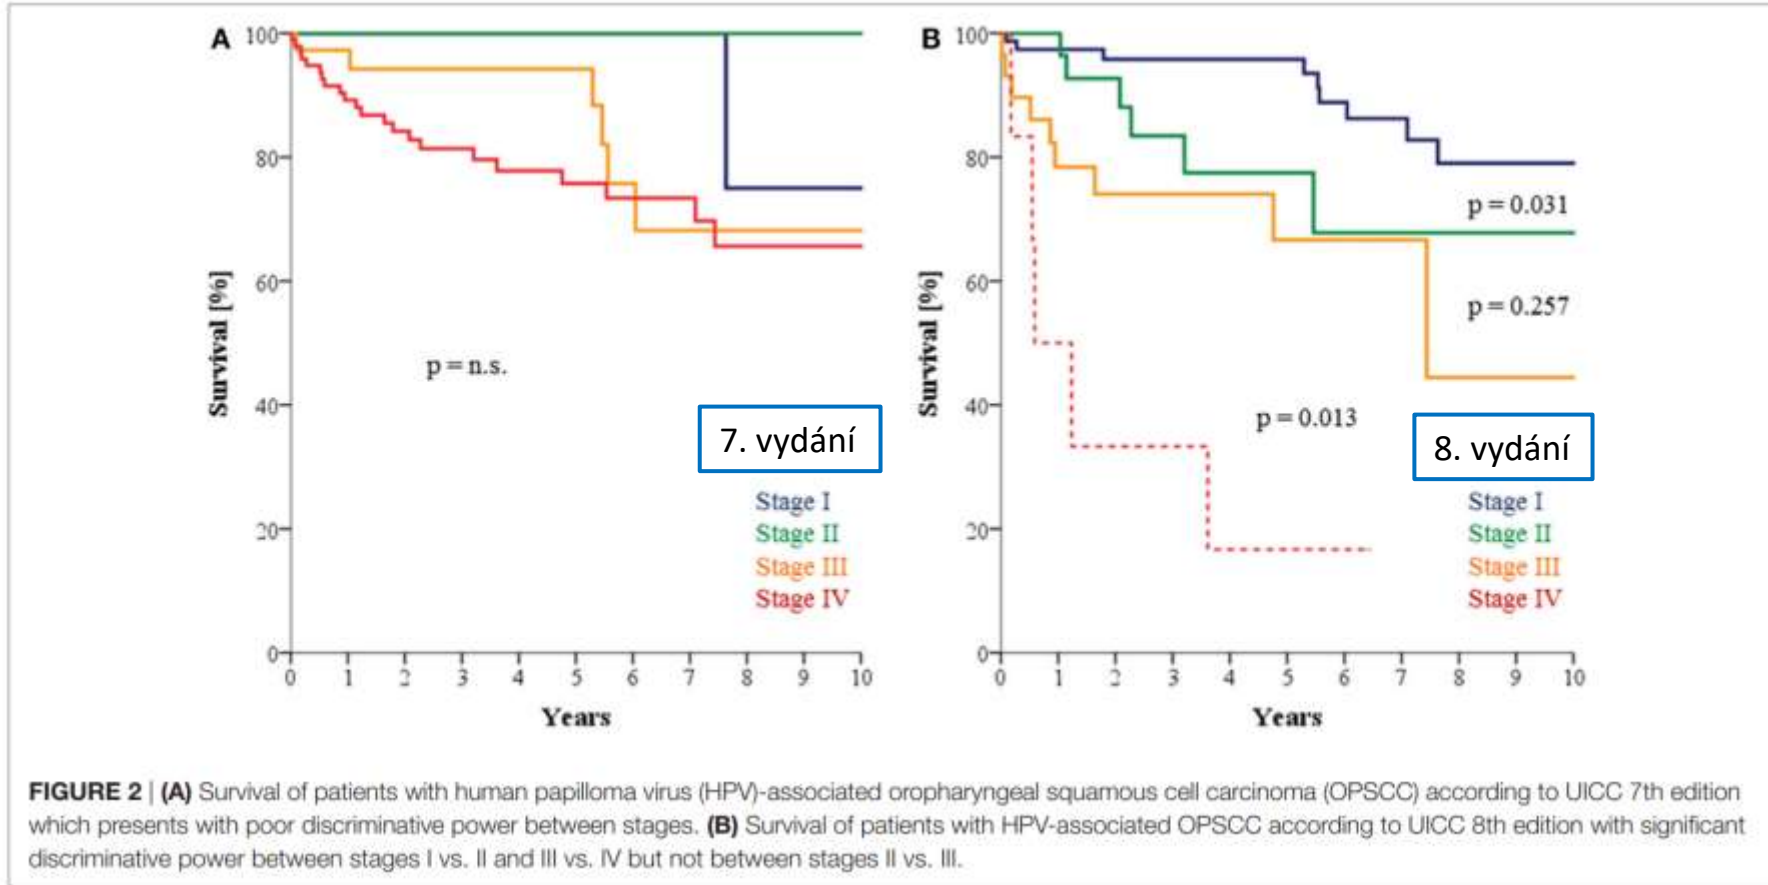 A
100
80
60
40
20
0
Survival [%]
p = n.s.
7. vydání
Stage I
Stage II
Stage III
Stage IV
0 1 2 3 4 5 6 7 8 9 10
Years
B
100
80
60
40
20
0
Survival [%]
p = 0.031
p = 0.257
p = 0.013
8. vydání
Stage I
Stage II
Stage III
Stage IV
0 1 2 3 4 5 6 7 8 9 10
Years
FIGURE 2 | (A) Survival of patients with human papilloma virus (HPV)-associated oropharyngeal squamous cell carcinoma (OPSCC) according to UICC 7th edition
which presents with poor discriminative power between stages. (B) Survival of patients with HPV-associated OPSCC according to UICC 8th edition with significant
discriminative power between stages I vs. II and III vs. IV but not between stages II vs. III.